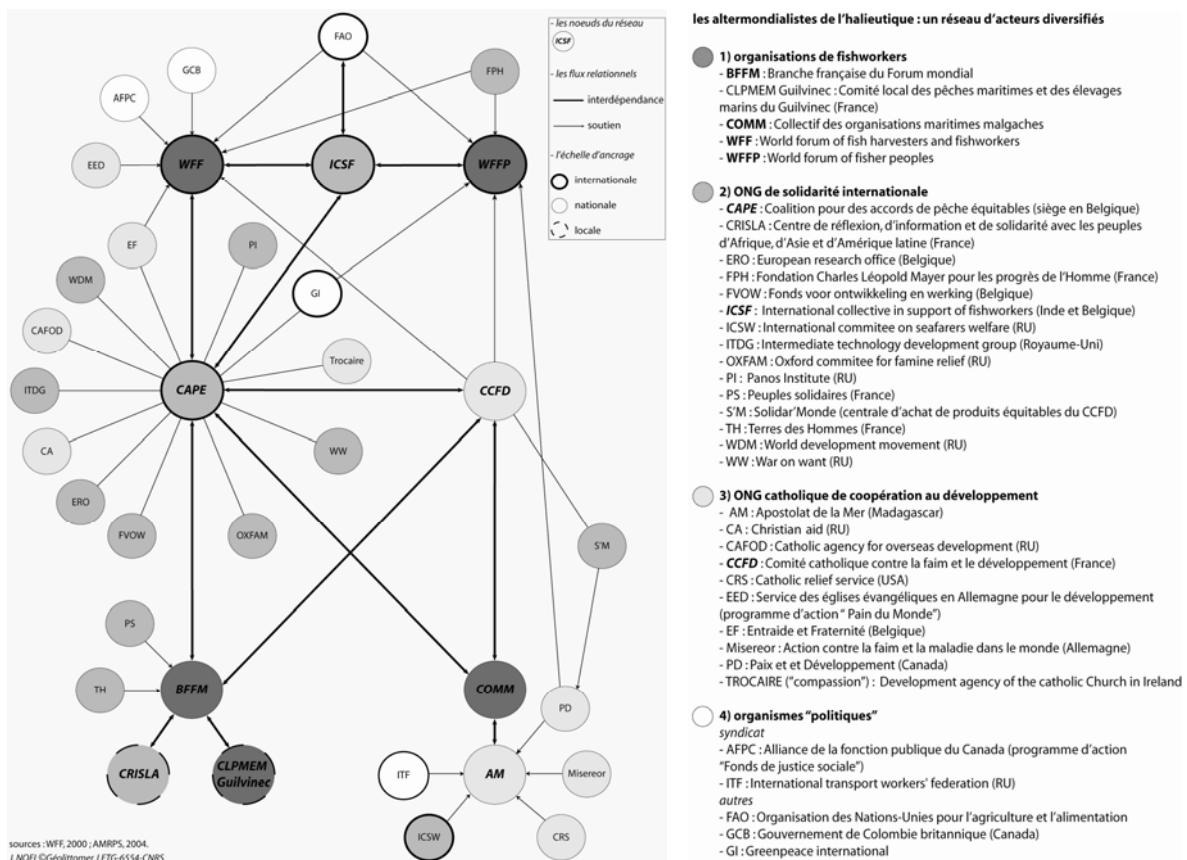 FAO
GCB
FPH
AFPC
EED
WFF
ICSF
WFFP
EF
PI
WDM
GI
CAFOD
Trocaire
ITDG
CAPE
CCFD
CA
WW
ERO
FVOW
OXFAM
S'M
PS
TH
BFFM
COMM
PD
CRISLA
CLPMEM
Guilvinec
ITF
AM
Misereor
ICSW
CRS
sources : WFF, 2000 ; AMRPS, 2004.
J. NOEL ©Géolittomer LETG-6554-CNRS
- les noeuds du réseau
ICSF
- les flux relationnels
interdépendance
soutien
- l'échelle d'ancrage
internationale
nationale
locale
les altermondialistes de l'halieutique : un réseau d'acteurs diversifiés
1) organisations de fishworkers
- BFFM : Branche française du Forum mondial
- CLPMEM Guilvinec : Comité local des pêches maritimes et des élevages
marins du Guilvinec (France)
- COMM : Collectif des organisations maritimes malgaches
- WFF : World forum of fish harvesters and fishworkers
- WFFP : World forum of fisher peoples
2) ONG de solidarité internationale
- CAPE : Coalition pour des accords de pêche équitables (siège en Belgique)
- CRISLA : Centre de réflexion, d'information et de solidarité avec les peuples
d'Afrique, d'Asie et d'Amérique latine (France)
- ERO : European research office (Belgique)
- FPH : Fondation Charles Léopold Mayer pour les progrès de l'Homme (France)
- FVOW : Fonds voor ontwikkeling en werking (Belgique)
- ICSF : International collective in support of fishworkers (Inde et Belgique)
- ICSW : International commitee on seafarers welfare (RU)
- ITDG : Intermediate technology development group (Royaume-Uni)
- OXFAM : Oxford commitee for famine relief (RU)
- PI : Panos Institute (RU)
- PS : Peuples solidaires (France)
- S'M : Solidar'Monde (centrale d'achat de produits équitables du CCFD)
- TH : Terres des Hommes (France)
- WDM : World development movement (RU)
- WW : War on want (RU)
3) ONG catholique de coopération au développement
- AM : Apostolat de la Mer (Madagascar)
- CA : Christian aid (RU)
- CAFOD : Catholic agency for overseas development (RU)
- CCFD : Comité catholique contre la faim et le développement (France)
- CRS : Catholic relief service (USA)
- EED : Service des églises évangéliques en Allemagne pour le développement
(programme d'action " Pain du Monde")
- EF : Entraide et Fraternité (Belgique)
- Misereor : Action contre la faim et la maladie dans le monde (Allemagne)
- PD : Paix et et Développement (Canada)
- TROCAIRE ("compassion") : Development agency of the catholic Church in Ireland
4) organismes "politiques"
syndicat
- AFPC : Alliance de la fonction publique du Canada (programme d'action
"Fonds de justice sociale")
- ITF : International transport workers' federation (RU)
autres
- FAO : Organisation des Nations-Unies pour l'agriculture et l'alimentation
- GCB : Gouvernement de Colombie britannique (Canada)
- GI : Greenpeace international